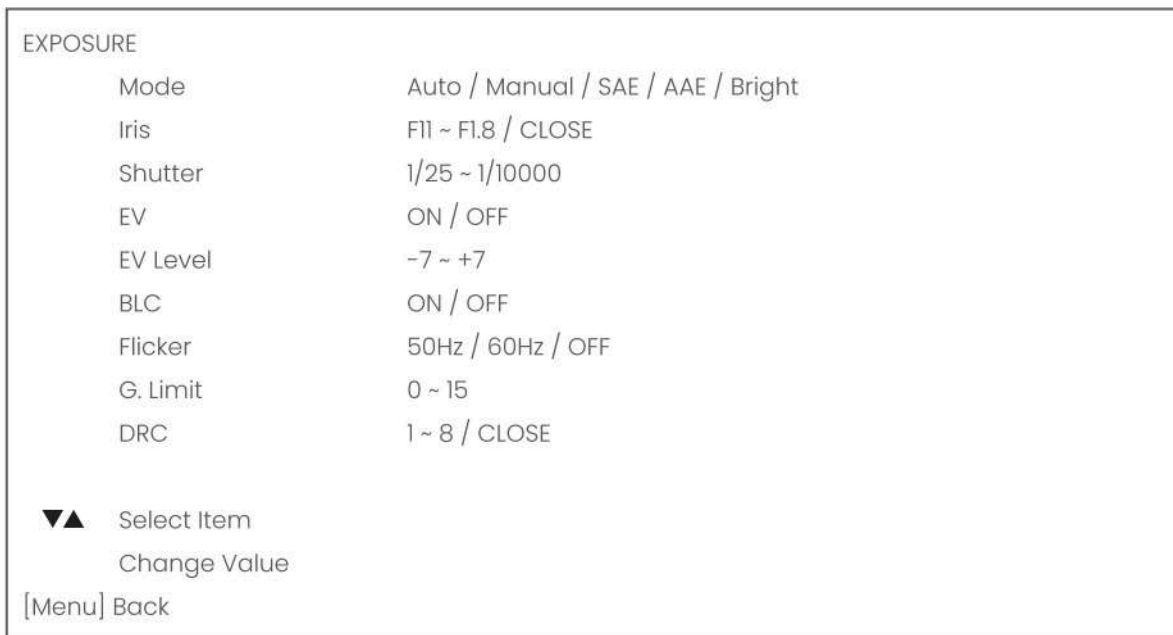 EXPOSURE
Mode Auto / Manual / SAE / AAE / Bright
Iris F11 ~ F1.8 / CLOSE
Shutter 1/25 ~ 1/10000
EV ON / OFF
EV Level -7 ~ +7
BLC ON / OFF
Flicker 50Hz / 60Hz / OFF
G. Limit 0 ~ 15
DRC 1 ~ 8 / CLOSE
▼▲ Select Item
Change Value
[Menu] Back